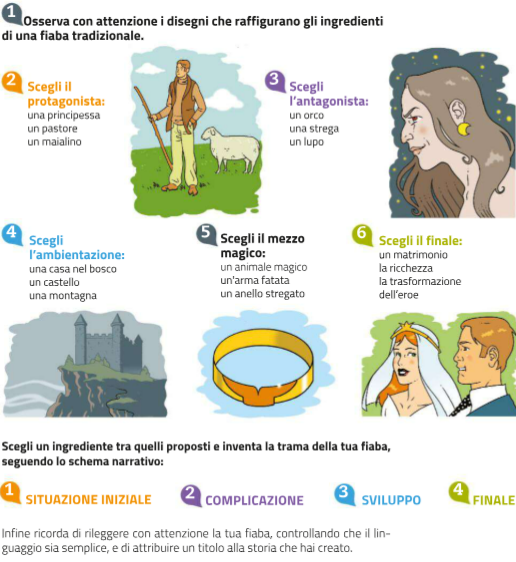 1 Osserva con attenzione i disegni che raffigurano gli ingredienti
di una fiaba tradizionale.
2 Scegli il
protagonista:
una principessa
un pastore
un maialino
3 Scegli
l'antagonista:
un orco
una strega
un lupo
4 Scegli
l'ambientazione:
una casa nel bosco
un castello
una montagna
5 Scegli il mezzo
magico:
un animale magico
un'arma fatata
un anello stregato
6 Scegli il finale:
un matrimonio
la ricchezza
la trasformazione
dell'eroe
Scegli un ingrediente tra quelli proposti e inventa la trama della tua fiaba,
seguendo lo schema narrativo:
1 SITUAZIONE INIZIALE 2 COMPLICAZIONE 3 SVILUPPO 4 FINALE
Infine ricorda di rileggere con attenzione la tua fiaba, controllando che il lin-
guaggio sia semplice, e di attribuire un titolo alla storia che hai creato.